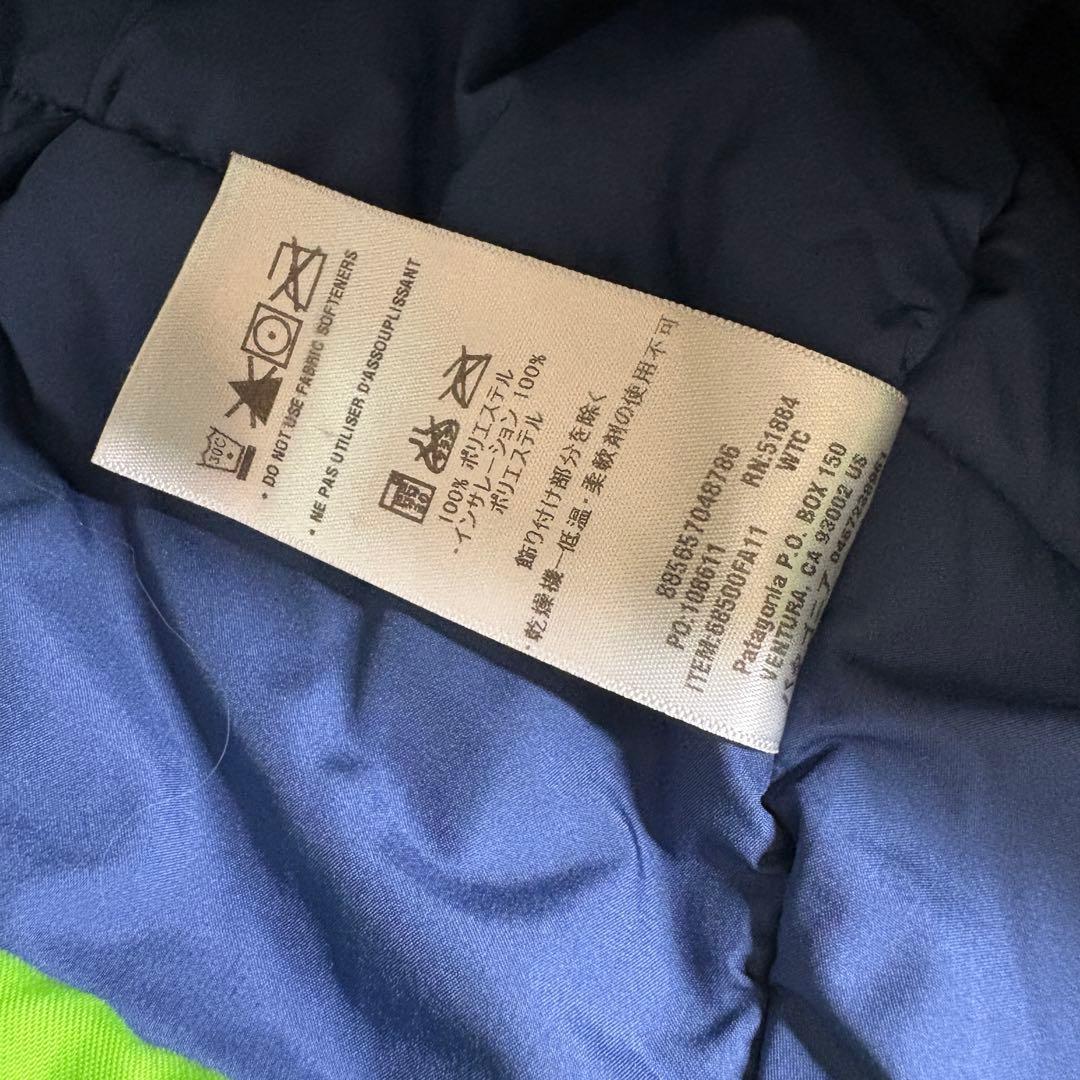 30C
· DO NOT USE FABRIC SOFTENERS
· NE PAS UTILISER D'ASSOUPLISSANT
100% ポリエステル
· インサレーション 100%
ポリエステル
飾り付け部分を除く
· 乾燥機ー低温・柔軟剤の使用不可
885657048786
PO:108611 RN:51884
ITEM:68500FA11 WTC
Patagonia P.O. BOX 150
VENTURA, CA 93002 US